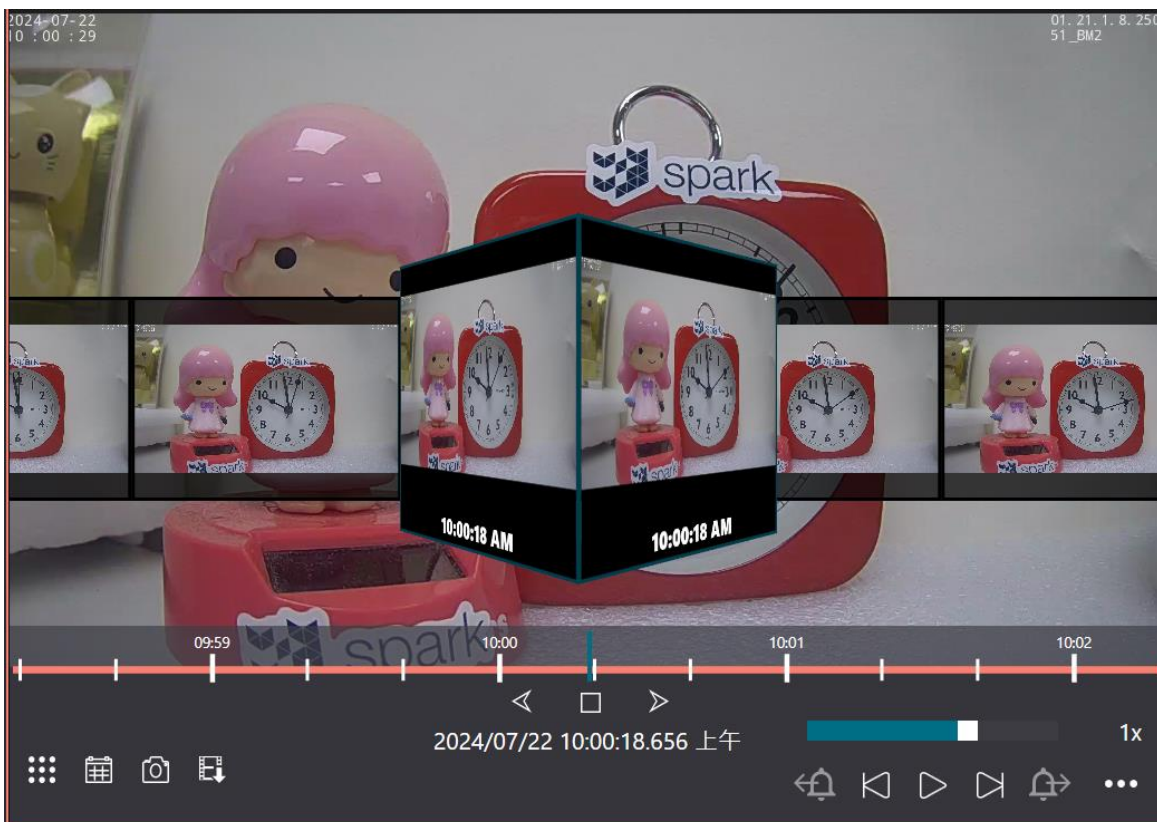 2024-07-22
10 : 00 : 29
01. 21. 1. 8. 250
51_BM2
spark
10:00:18 AM
10:00:18 AM
spark
09:59
10:00
10:01
10:02
2024/07/22 10:00:18.656 上午
1x